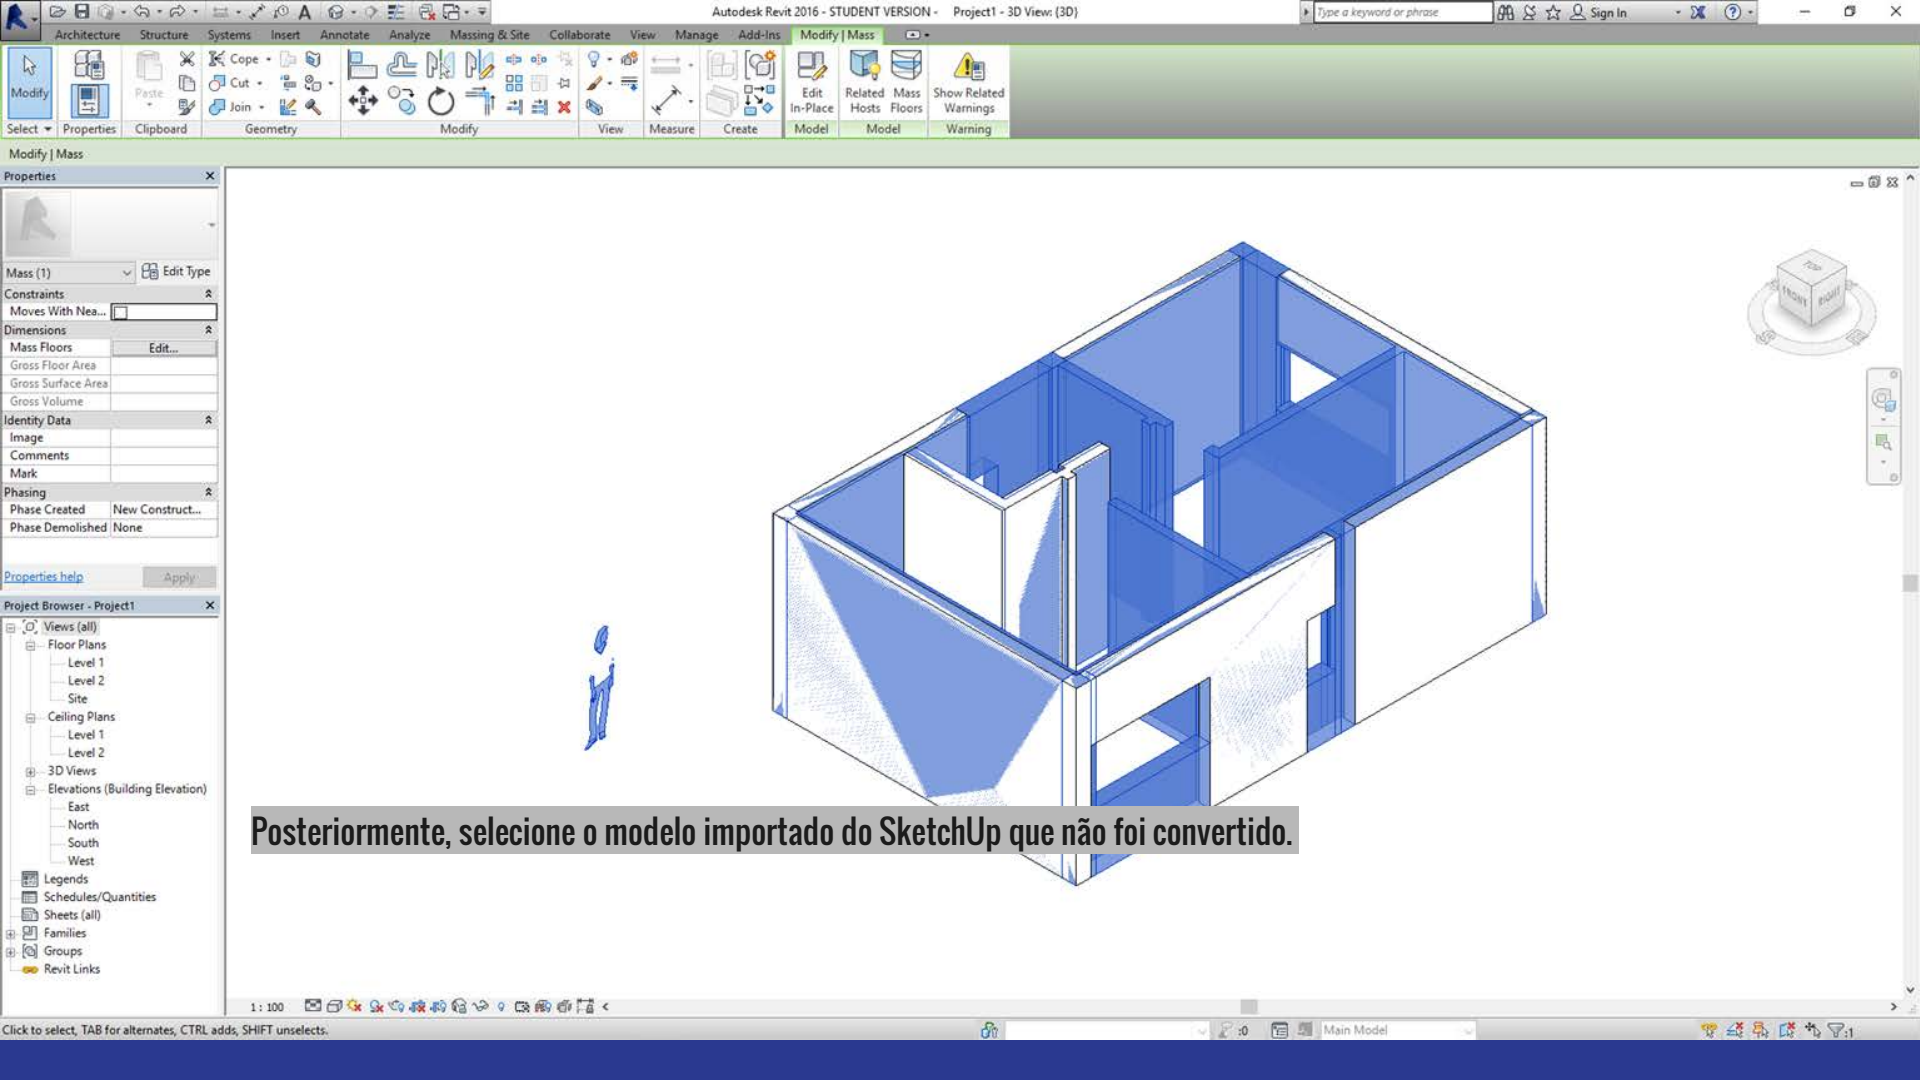 Autodesk Revit 2016 - STUDENT VERSION - Project1 - 3D View: {3D}
Type a keyword or phrase
Sign In
Architecture Structure Systems Insert Annotate Analyze Massing & Site Collaborate View Manage Add-Ins Modify | Mass
Modify
Paste
Cope
Cut
Join
Edit In-Place
Related Hosts
Mass Floors
Show Related Warnings
Select Properties Clipboard Geometry Modify View Measure Create Model Model Warning
Modify | Mass
Properties
Mass (1)
Edit Type
Constraints
Moves With Nea...
Dimensions
Mass Floors Edit...
Gross Floor Area
Gross Surface Area
Gross Volume
Identity Data
Image
Comments
Mark
Phasing
Phase Created New Construct...
Phase Demolished None
Properties help Apply
Project Browser - Project1
Views (all)
Floor Plans
Level 1
Level 2
Site
Ceiling Plans
Level 1
Level 2
3D Views
Elevations (Building Elevation)
East
North
South
West
Legends
Schedules/Quantities
Sheets (all)
Families
Groups
Revit Links
TOP
FRONT
RIGHT
Posteriormente, selecione o modelo importado do SketchUp que não foi convertido.
1 : 100
Click to select, TAB for alternates, CTRL adds, SHIFT unselects.
:0
Main Model
:1